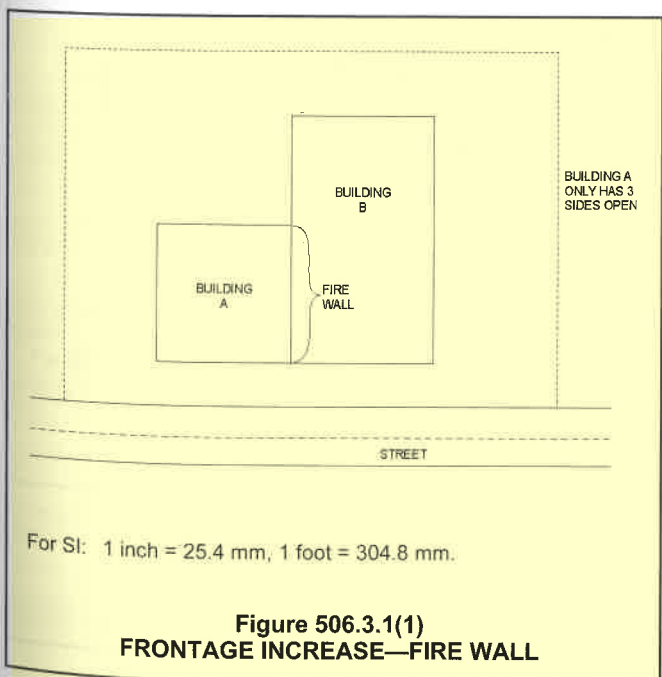 BUILDING A
ONLY HAS 3
SIDES OPEN
BUILDING
B
BUILDING
A
FIRE
WALL
STREET
For SI: 1 inch = 25.4 mm, 1 foot = 304.8 mm.
Figure 506.3.1(1)
FRONTAGE INCREASE—FIRE WALL